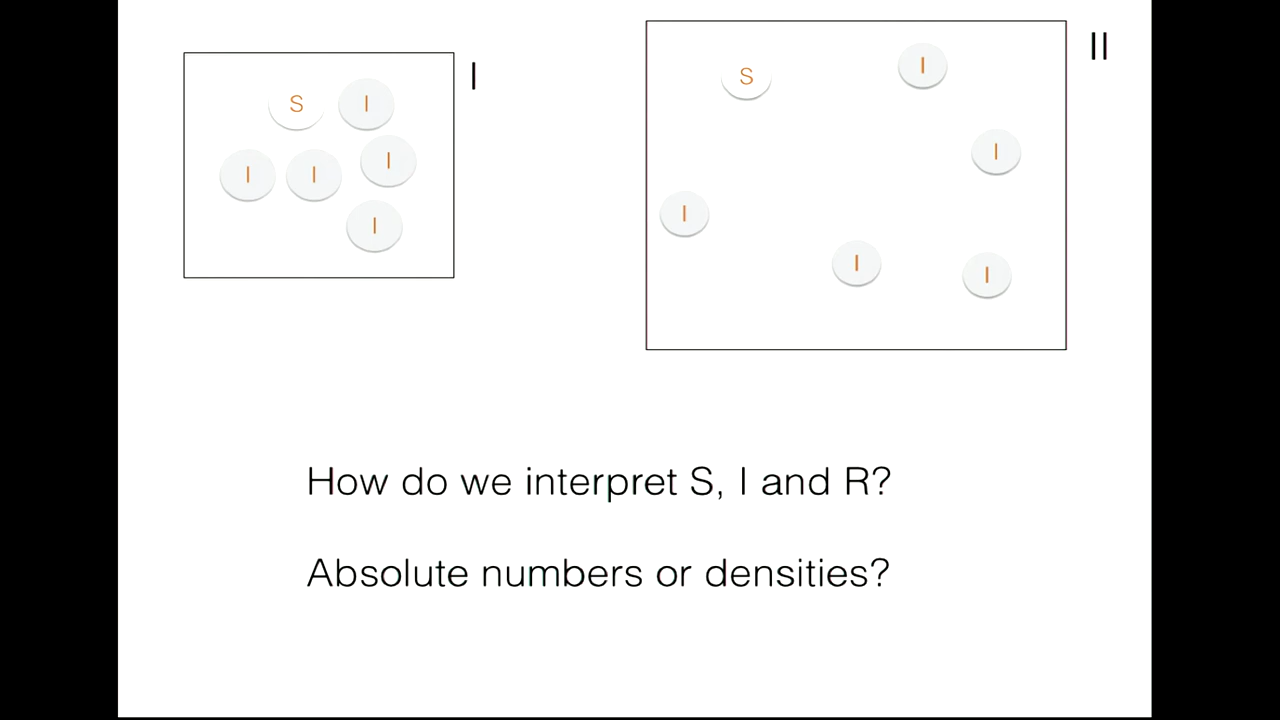 I
S I
I I I
I
II
S I
I
I
I I
How do we interpret S, I and R?
Absolute numbers or densities?